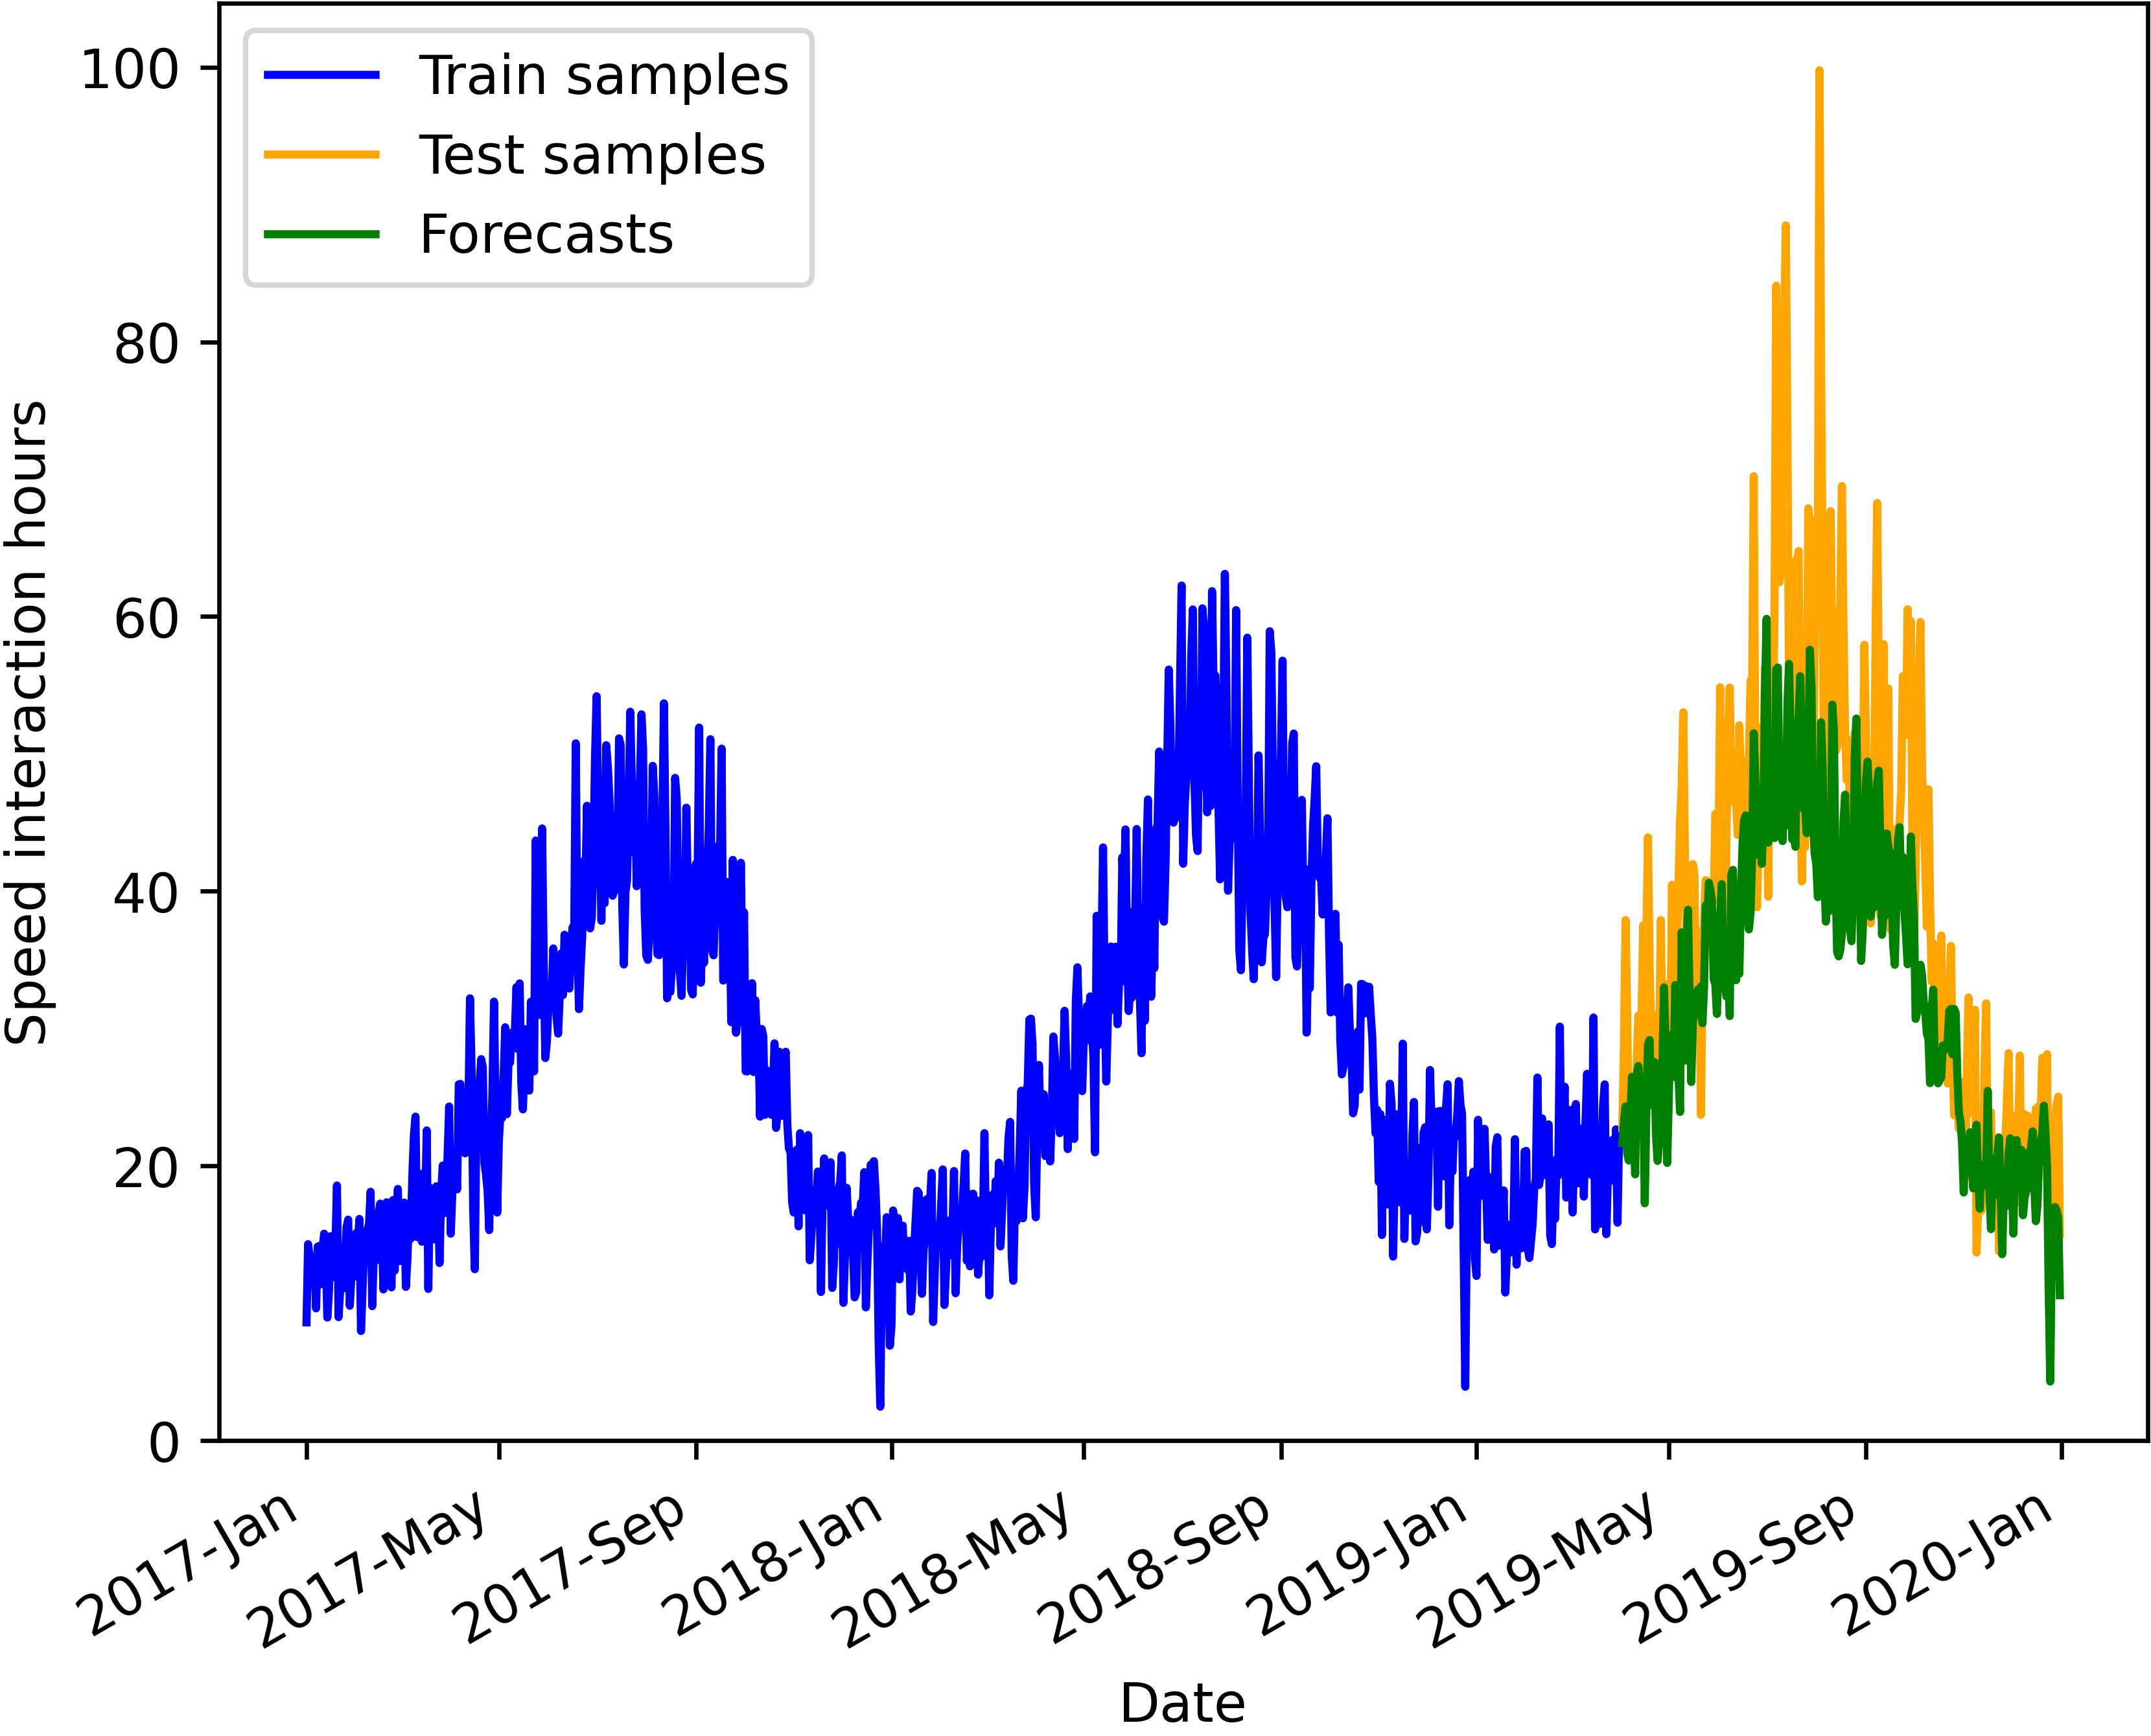 Train samples
Test samples
Forecasts
100
80
60
40
20
0
Speed interaction hours
2017-Jan
2017-May
2017-Sep
2018-Jan
2018-May
2018-Sep
2019-Jan
2019-May
2019-Sep
2020-Jan
Date